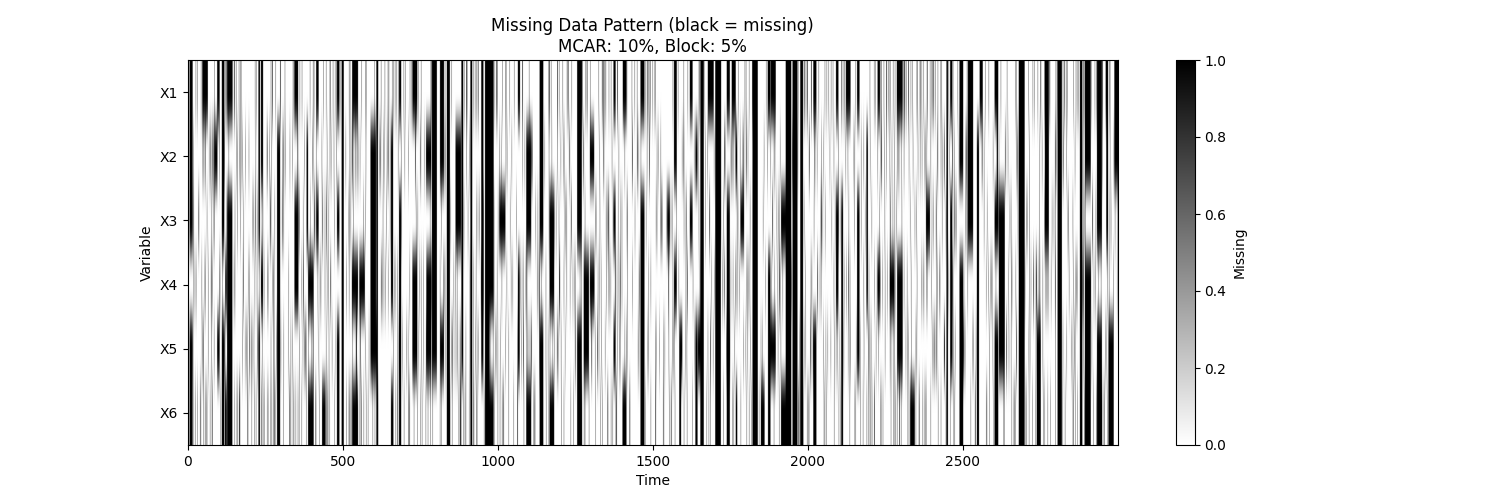 Missing Data Pattern (black = missing)
MCAR: 10%, Block: 5%
X1
X2
X3
X4
X5
X6
Variable
0 500 1000 1500 2000 2500
Time
1.0
0.8
0.6
0.4
0.2
0.0
Missing